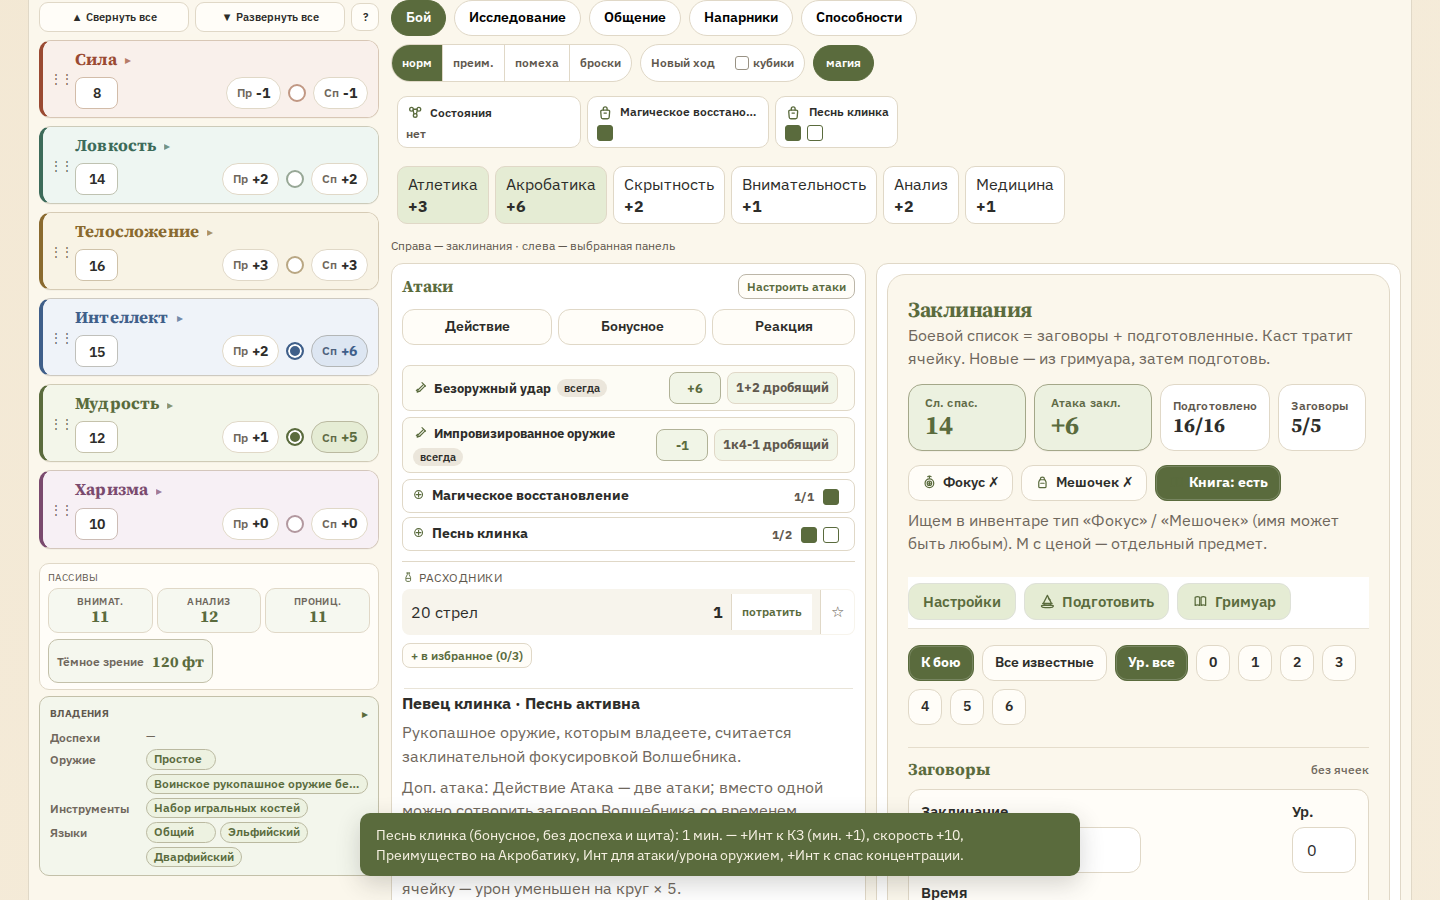 ▲ Свернуть все
▼ Развернуть все
?
Сила ▸
8
Пр -1
Сп -1
Ловкость ▸
14
Пр +2
Сп +2
Телосложение ▸
16
Пр +3
Сп +3
Интеллект ▸
15
Пр +2
Сп +6
Мудрость ▸
12
Пр +1
Сп +5
Харизма ▸
10
Пр +0
Сп +0
ПАССИВЫ
ВНИМАТ.
11
АНАЛИЗ
12
ПРОНИЦ.
11
Тёмное зрение 120 фт
ВЛАДЕНИЯ ▸
Доспехи —
Оружие Простое
Воинское рукопашное оружие бе...
Инструменты Набор игральных костей
Языки Общий Эльфийский
Дварфийский
Бой
Исследование
Общение
Напарники
Способности
норм
преим.
помеха
броски
Новый ход
кубики
магия
Состояния
нет
Магическое восстано...
Песнь клинка
Атлетика
+3
Акробатика
+6
Скрытность
+2
Внимательность
+1
Анализ
+2
Медицина
+1
Справа — заклинания · слева — выбранная панель
Атаки
Настроить атаки
Действие
Бонусное
Реакция
Безоружный удар всегда +6 1+2 дробящий
Импровизированное оружие
всегда
-1 1к4-1 дробящий
Магическое восстановление 1/1
Песнь клинка 1/2
РАСХОДНИКИ
20 стрел 1 потратить ☆
+ в избранное (0/3)
Певец клинка · Песнь активна
Рукопашное оружие, которым владеете, считается
заклинательной фокусировкой Волшебника.
Доп. атака: Действие Атака — две атаки; вместо одной
можно сотворить заговор Волшебника со временем
ячейку — урон уменьшен на круг × 5.
Заклинания
Боевой список = заговоры + подготовленные. Каст тратит
ячейку. Новые — из гримуара, затем подготовь.
Сл. спас.
14
Атака закл.
+6
Подготовлено
16/16
Заговоры
5/5
Фокус ✗
Мешочек ✗
Книга: есть
Ищем в инвентаре тип «Фокус» / «Мешочек» (имя может
быть любым). М с ценой — отдельный предмет.
Настройки
Подготовить
Гримуар
К бою
Все известные
Ур. все
0
1
2
3
4
5
6
Заговоры
без ячеек
Заклинание
Ур.
0
Время
Песнь клинка (бонусное, без доспеха и щита): 1 мин. — +Инт к КЗ (мин. +1), скорость +10,
Преимущество на Акробатику, Инт для атаки/урона оружием, +Инт к спас концентрации.